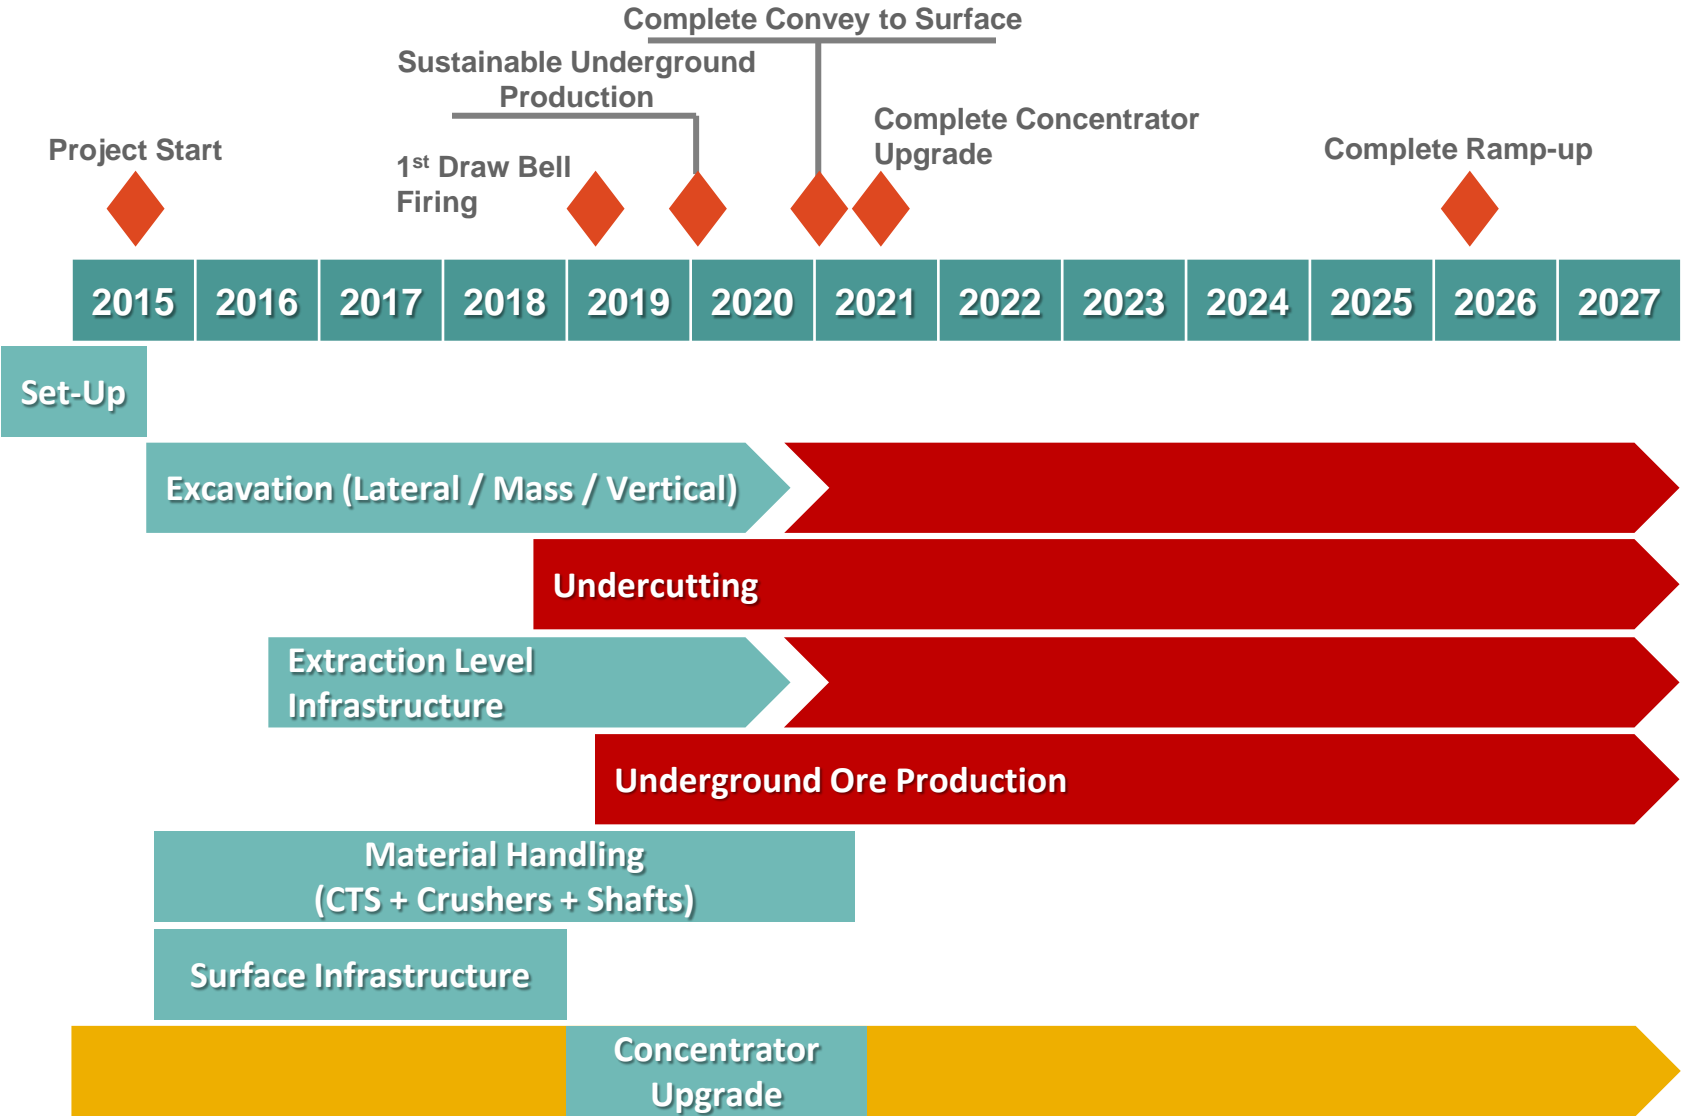 Complete Convey to Surface
Sustainable Underground
Production
Complete Concentrator
Upgrade
Project Start
1st Draw Bell
Firing
Complete Ramp-up
2015 2016 2017 2018 2019 2020 2021 2022 2023 2024 2025 2026 2027
Set-Up
Excavation (Lateral / Mass / Vertical)
Undercutting
Extraction Level
Infrastructure
Underground Ore Production
Material Handling
(CTS + Crushers + Shafts)
Surface Infrastructure
Concentrator
Upgrade